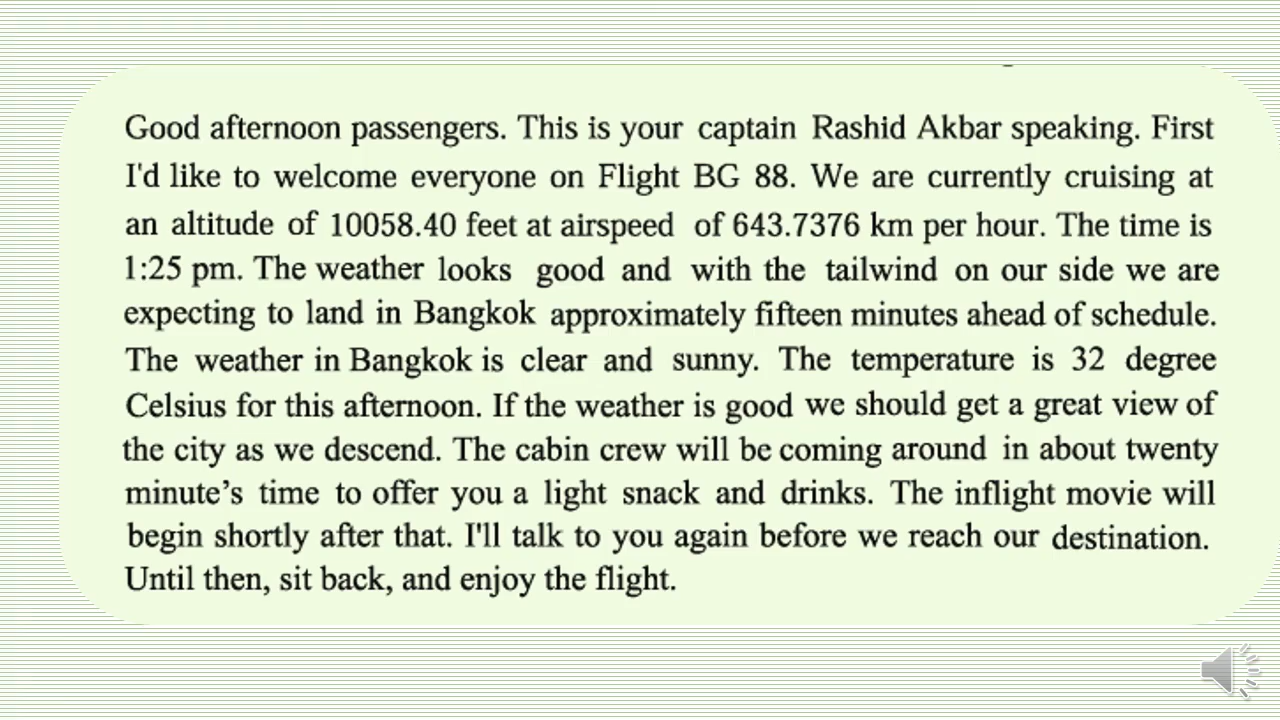 Good afternoon passengers. This is your captain Rashid Akbar speaking. First
I'd like to welcome everyone on Flight BG 88. We are currently cruising at
an altitude of 10058.40 feet at airspeed of 643.7376 km per hour. The time is
1:25 pm. The weather looks good and with the tailwind on our side we are
expecting to land in Bangkok approximately fifteen minutes ahead of schedule.
The weather in Bangkok is clear and sunny. The temperature is 32 degree
Celsius for this afternoon. If the weather is good we should get a great view of
the city as we descend. The cabin crew will be coming around in about twenty
minute’s time to offer you a light snack and drinks. The inflight movie will
begin shortly after that. I'll talk to you again before we reach our destination.
Until then, sit back, and enjoy the flight.